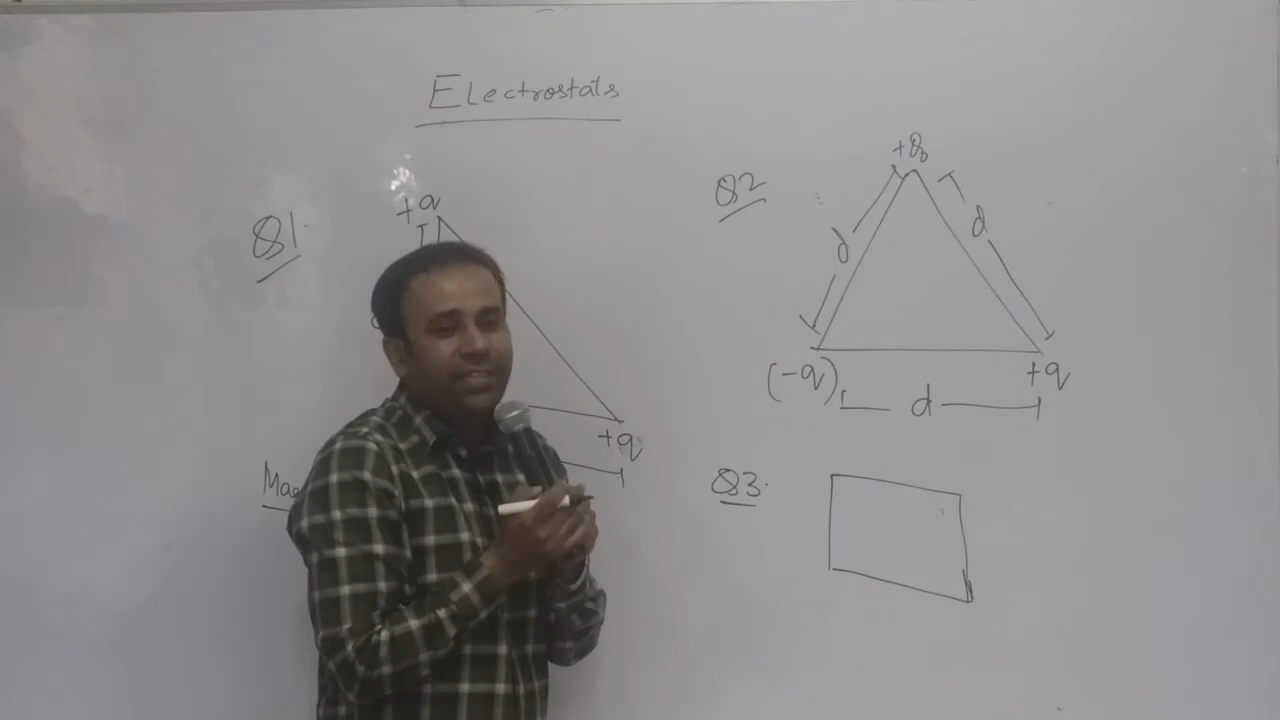 Electrostats
Q1.
+q
+q
Q2
+Q
d
d
(-q)
+q
d
Q3.